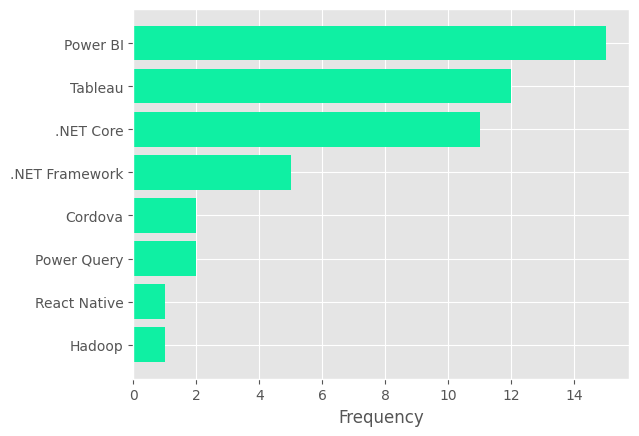 Power BI
Tableau
.NET Core
.NET Framework
Cordova
Power Query
React Native
Hadoop
0 2 4 6 8 10 12 14
Frequency